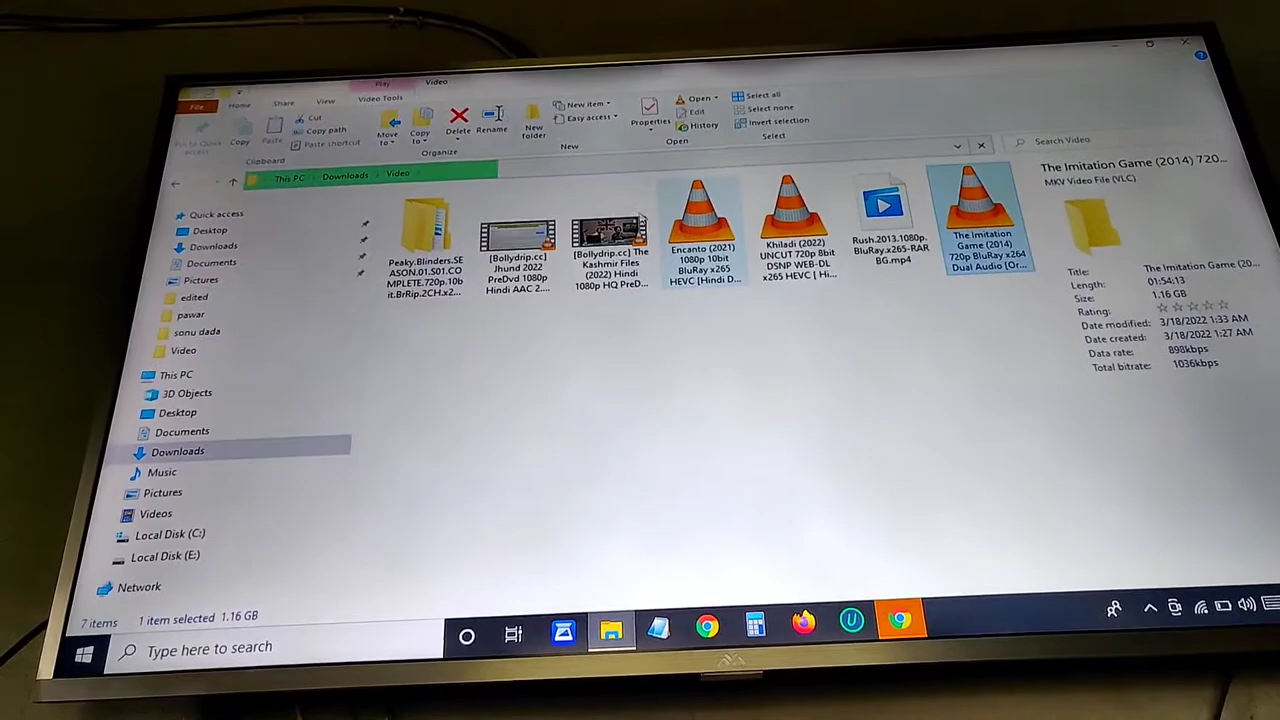 Play
Video
File
Home
Share
View
Video Tools
Copy
Paste
Cut
Copy path
Paste shortcut
Clipboard
Move to
Copy to
Delete
Rename
Organize
New folder
New item
Easy access
New
Properties
Open
Edit
History
Open
Select all
Select none
Invert selection
Select
This PC
Downloads
Video
Search Video
Quick access
Desktop
Downloads
Documents
Pictures
edited
pawar
sonu dada
Video
This PC
3D Objects
Desktop
Documents
Downloads
Music
Pictures
Videos
Local Disk (C:)
Local Disk (E:)
Network
Peaky.Blinders.SE
ASON.01.S01.CO
MPLETE.720p.10b
it.BrRip.2CH.x2...
[Bollydrip.cc]
Jhund 2022
PreDvd 1080p
Hindi AAC 2....
[Bollydrip.cc] The
Kashmir Files
(2022) Hindi
1080p HQ PreD...
Encanto (2021)
1080p 10bit
BluRay x265
HEVC [Hindi D...
Khiladi (2022)
UNCUT 720p 8bit
DSNP WEB-DL
x265 HEVC [ Hi...
Rush.2013.1080p.
BluRay.x265-RAR
BG.mp4
The Imitation
Game (2014)
720p BluRay x264
Dual Audio [Or...
The Imitation Game (2014) 720...
MKV Video File (VLC)
Title: The Imitation Game (20...
Length: 01:54:13
Size: 1.16 GB
Rating:
Date modified: 3/18/2022 1:33 AM
Date created: 3/18/2022 1:27 AM
Data rate: 898kbps
Total bitrate: 1036kbps
7 items 1 item selected 1.16 GB
Type here to search